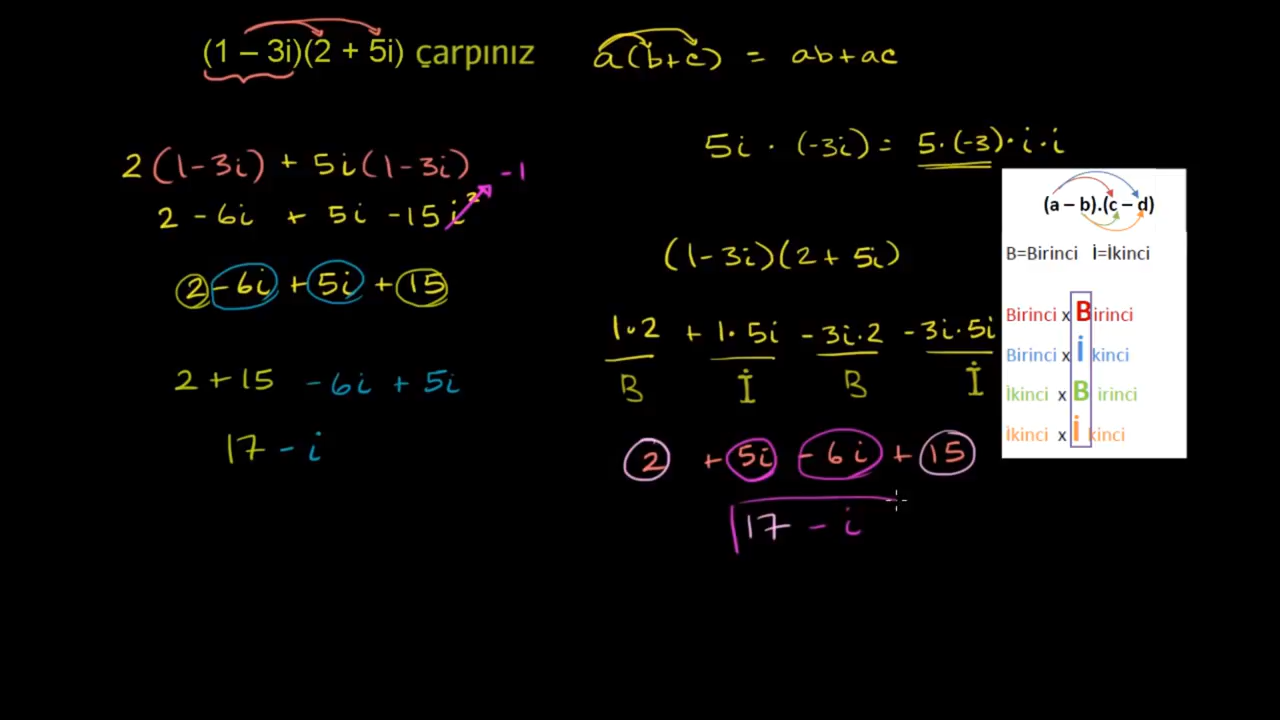 (1 – 3i)(2 + 5i) çarpınız
a(b+c) = ab+ac
2(1-3i) + 5i(1-3i)
-1
2 - 6i + 5i - 15i²
2 - 6i + 5i + 15
2 + 15 - 6i + 5i
17 - i
5i · (-3i) = 5·(-3)·i·i
(1-3i)(2+5i)
1·2 + 1·5i - 3i·2 - 3i·5i
B İ B İ
2 + 5i - 6i + 15
17 - i
(a – b).(c – d)
B=Birinci İ=İkinci
Birinci x Birinci
Birinci x İkinci
İkinci x Birinci
İkinci x ikinci